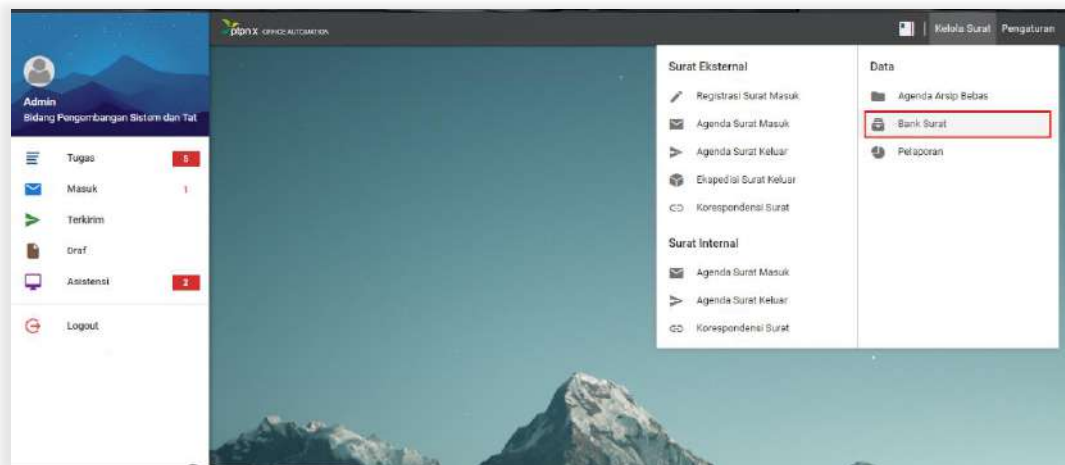 ptpn x OFFICE AUTOMATION
Kelola Surat
Pengaturan
Admin
Bidang Pengembangan Sistem dan Tat
Tugas 5
Masuk 1
Terkirim
Draf
Asistensi 2
Logout
Surat Eksternal
Registrasi Surat Masuk
Agenda Surat Masuk
Agenda Surat Keluar
Ekspedisi Surat Keluar
Korespondensi Surat
Surat Internal
Agenda Surat Masuk
Agenda Surat Keluar
Korespondensi Surat
Data
Agenda Arsip Bebas
Bank Surat
Pelaporan